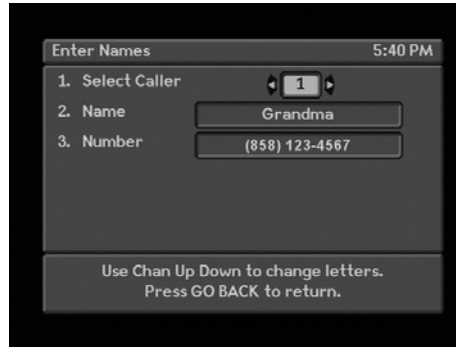 Enter Names 5:40 PM
1. Select Caller 1
2. Name Grandma
3. Number (858) 123-4567
Use Chan Up Down to change letters.
Press GO BACK to return.